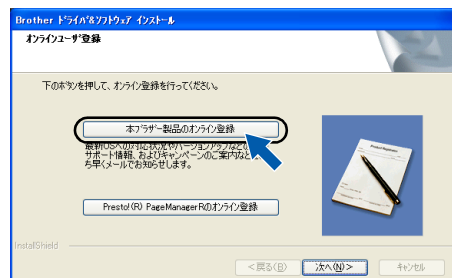 Brother ﾄﾞﾗｲﾊﾞ&ｿﾌﾄｳｪｱ ｲﾝｽﾄｰﾙ
ｵﾝﾗｲﾝﾕｰｻﾞ登録
下のﾎﾞﾀﾝを押して、ｵﾝﾗｲﾝ登録を行ってください。
本ﾌﾞﾗｻﾞｰ製品のｵﾝﾗｲﾝ登録
最新OSへの対応状況やﾊﾞｰｼﾞｮﾝｱｯﾌﾟなどの
ｻﾎﾟｰﾄ情報、およびｷｬﾝﾍﾟｰﾝのご案内など
ち早くﾒｰﾙでお知らせします。
Presto!(R) PageManagerのｵﾝﾗｲﾝ登録
InstallShield
<戻る(B)
次へ(N)>
ｷｬﾝｾﾙ